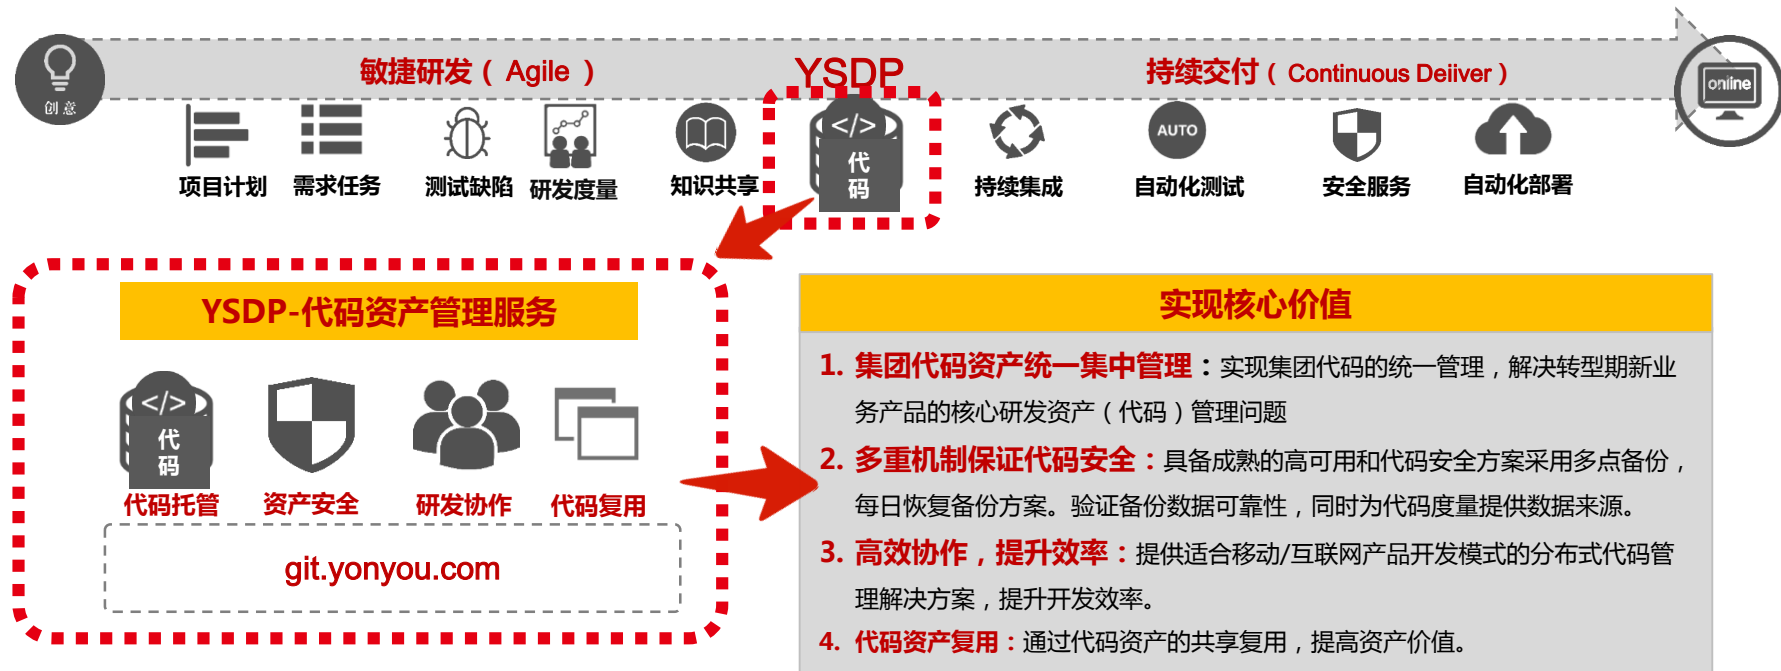 创意
敏捷研发（ Agile ）
YSDP
持续交付（ Continuous Deiiver ）
oniine
</>
代
码
AUTO
项目计划
需求任务
测试缺陷
研发度量
知识共享
持续集成
自动化测试
安全服务
自动化部署
YSDP-代码资产管理服务
</>
代
码
代码托管
资产安全
研发协作
代码复用
git.yonyou.com
实现核心价值
1. 集团代码资产统一集中管理：实现集团代码的统一管理，解决转型期新业
务产品的核心研发资产（代码）管理问题
2. 多重机制保证代码安全：具备成熟的高可用和代码安全方案采用多点备份，
每日恢复备份方案。验证备份数据可靠性，同时为代码度量提供数据来源。
3. 高效协作，提升效率：提供适合移动/互联网产品开发模式的分布式代码管
理解决方案，提升开发效率。
4. 代码资产复用：通过代码资产的共享复用，提高资产价值。